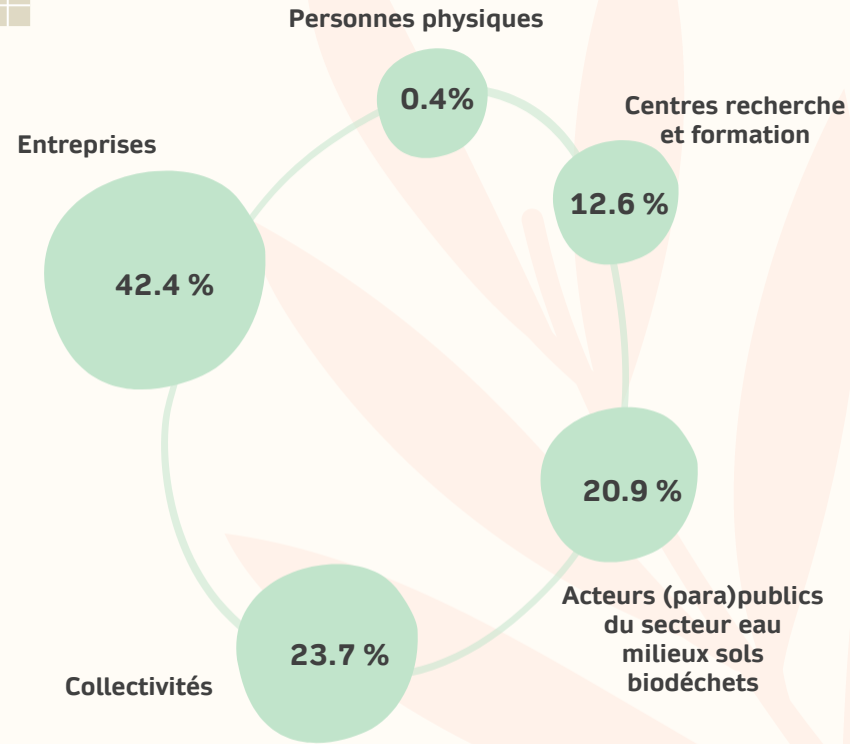 Personnes physiques
0.4%
Centres recherche
et formation
12.6 %
Entreprises
42.4 %
20.9 %
Acteurs (para)publics
du secteur eau
milieux sols
biodéchets
23.7 %
Collectivités